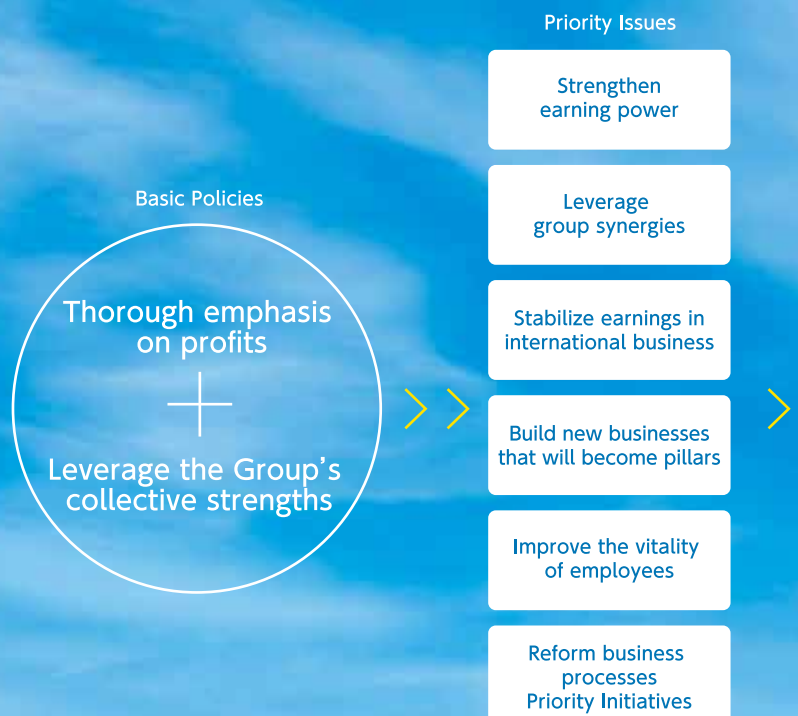 Basic Policies
Thorough emphasis
on profits
Leverage the Group's
collective strengths
Priority Issues
Strengthen
earning power
Leverage
group synergies
Stabilize earnings in
international business
Build new businesses
that will become pillars
Improve the vitality
of employees
Reform business
processes
Priority Initiatives